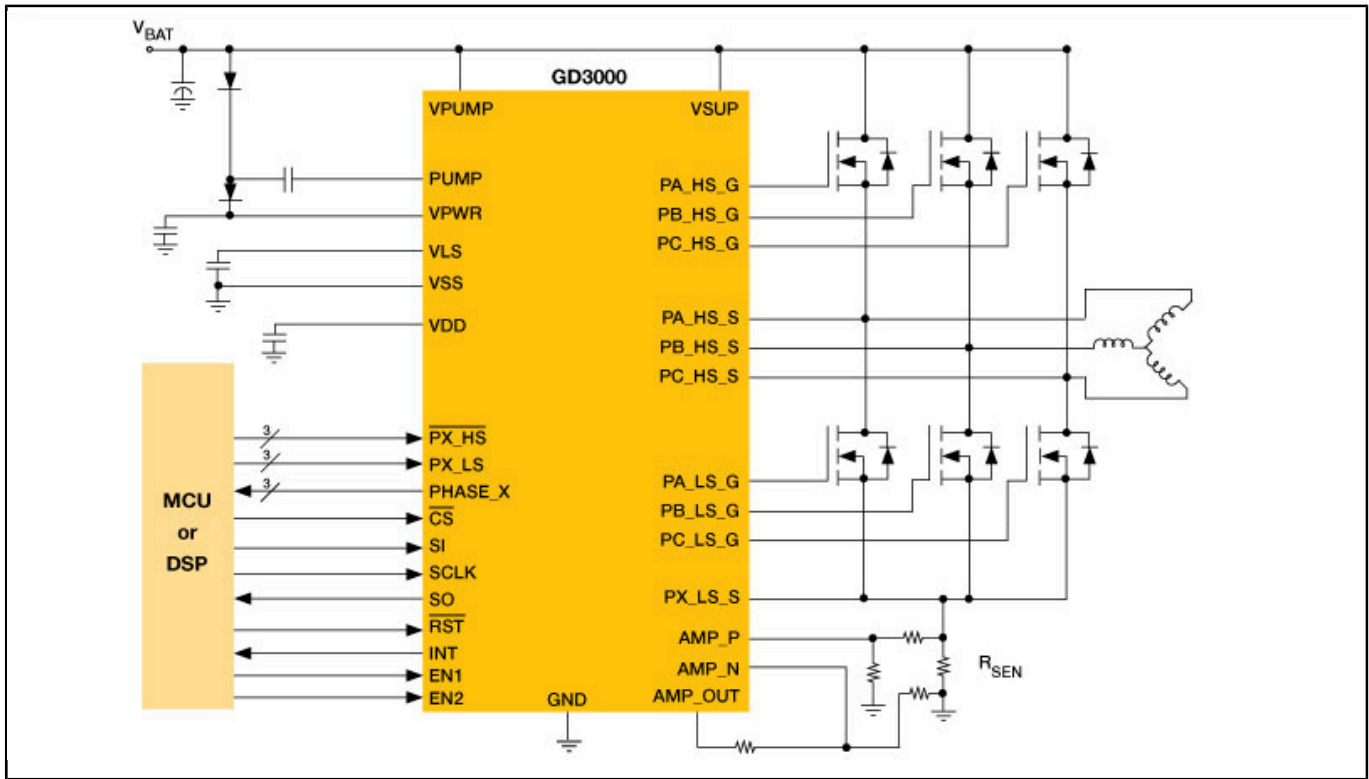 V_BAT
GD3000
VPUMP
VSUP
PUMP
VPWR
VLS
VSS
VDD
PA_HS_G
PB_HS_G
PC_HS_G
PA_HS_S
PB_HS_S
PC_HS_S
MCU
or
DSP
3
3
3
PX_HS
PX_LS
PHASE_X
CS
SI
SCLK
SO
RST
INT
EN1
EN2
GND
PA_LS_G
PB_LS_G
PC_LS_G
PX_LS_S
AMP_P
AMP_N
AMP_OUT
R_SEN